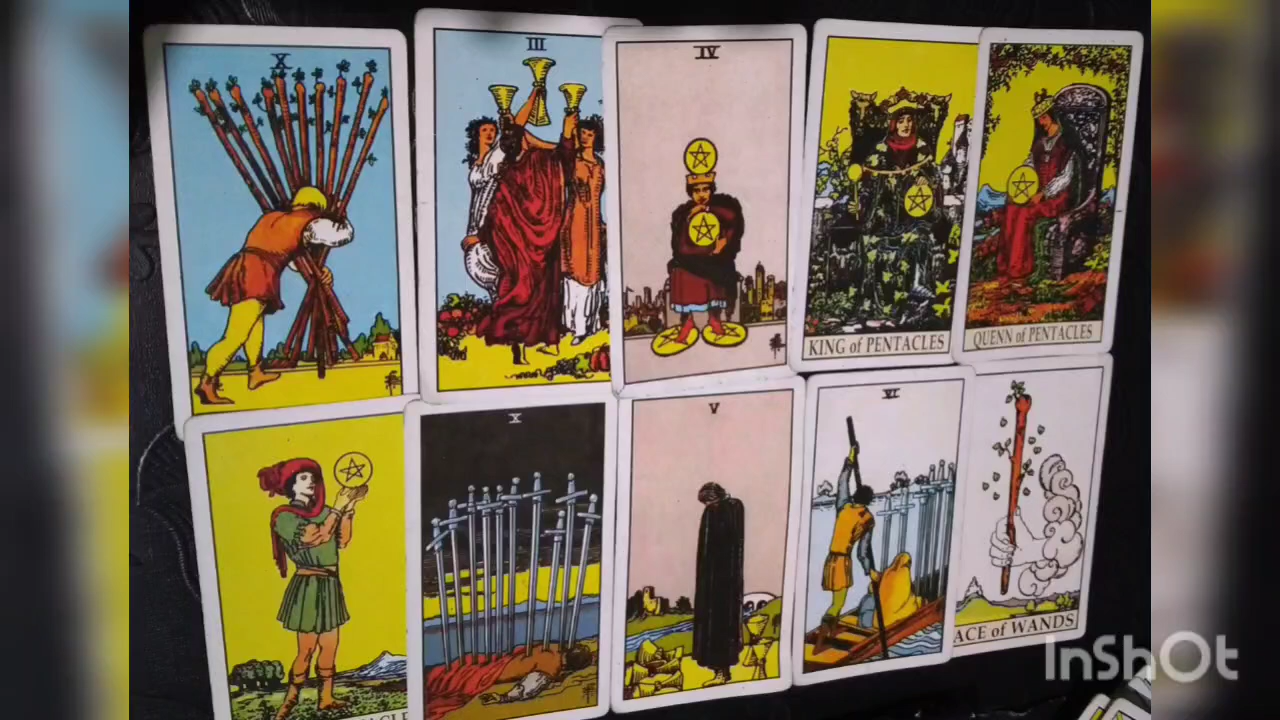 X
III
IV
KING of PENTACLES
QUENN of PENTACLES
X
V
VI
ACE of WANDS
InShOt